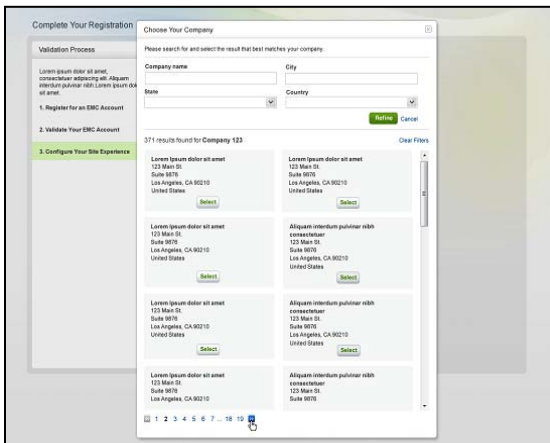 Complete Your Registration
Validation Process
Lorem ipsum dolor sit amet,
consectetuer adipiscing elit. Aliquam
interdum pulvinar nibh.Lorem ipsum dol
sit amet.
1. Register for an EMC Account
2. Validate Your EMC Account
3. Configure Your Site Experience
Choose Your Company
Please search for and select the result that best matches your company.
Company name
City
State
Country
Refine
Cancel
371 results found for Company 123
Clear Filters
Lorem Ipsum dolor sit amet
123 Main St.
Suite 9876
Los Angeles, CA 90210
United States
Select
Lorem Ipsum dolor sit amet
123 Main St.
Suite 9876
Los Angeles, CA 90210
United States
Select
Lorem Ipsum dolor sit amet
123 Main St.
Suite 9876
Los Angeles, CA 90210
United States
Select
Aliquam interdum pulvinar nibh
consectetuer
123 Main St.
Suite 9876
Los Angeles, CA 90210
United States
Select
Lorem Ipsum dolor sit amet
123 Main St.
Suite 9876
Los Angeles, CA 90210
United States
Select
Aliquam interdum pulvinar nibh
consectetuer
123 Main St.
Suite 9876
Los Angeles, CA 90210
United States
Select
Lorem Ipsum dolor sit amet
123 Main St.
Suite 9876
Los Angeles, CA 90210
Aliquam interdum pulvinar nibh
consectetuer
123 Main St.
Suite 9876
1 2 3 4 5 6 7 ... 18 19